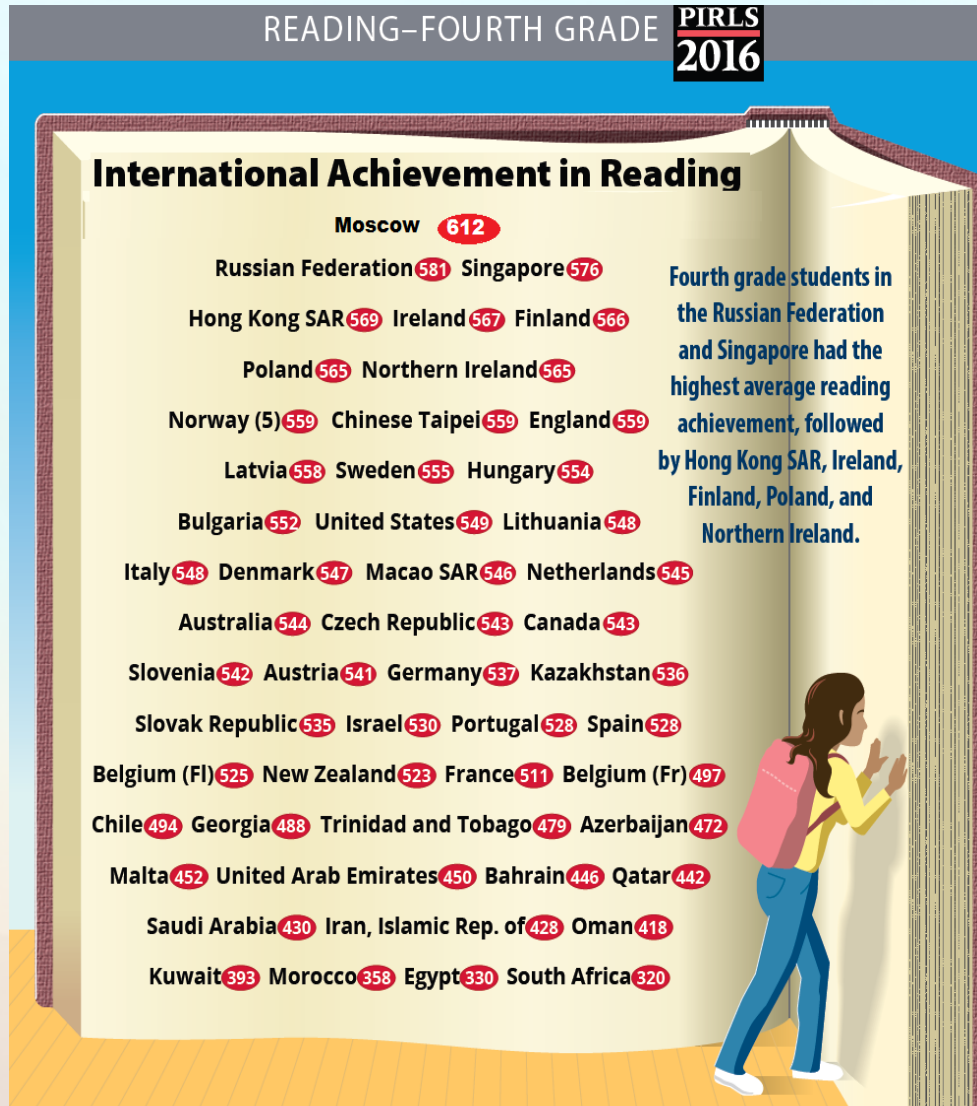 READING–FOURTH GRADE
PIRLS
2016
International Achievement in Reading
Moscow 612
Russian Federation 581 Singapore 576
Hong Kong SAR 569 Ireland 567 Finland 566
Poland 565 Northern Ireland 565
Norway (5) 559 Chinese Taipei 559 England 559
Latvia 558 Sweden 555 Hungary 554
Bulgaria 552 United States 549 Lithuania 548
Italy 548 Denmark 547 Macao SAR 546 Netherlands 545
Australia 544 Czech Republic 543 Canada 543
Slovenia 542 Austria 541 Germany 537 Kazakhstan 536
Slovak Republic 535 Israel 530 Portugal 528 Spain 528
Belgium (Fl) 525 New Zealand 523 France 511 Belgium (Fr) 497
Chile 494 Georgia 488 Trinidad and Tobago 479 Azerbaijan 472
Malta 452 United Arab Emirates 450 Bahrain 446 Qatar 442
Saudi Arabia 430 Iran, Islamic Rep. of 428 Oman 418
Kuwait 393 Morocco 358 Egypt 330 South Africa 320
Fourth grade students in
the Russian Federation
and Singapore had the
highest average reading
achievement, followed
by Hong Kong SAR, Ireland,
Finland, Poland, and
Northern Ireland.